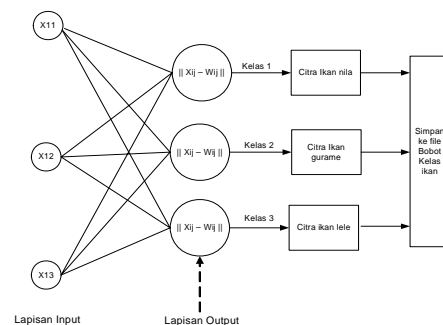 X11
|| Xij – Wij ||
Kelas 1
Citra Ikan nila
X12
|| Xij – Wij ||
Kelas 2
Citra Ikan
gurame
Simpan
ke file
Bobot
Kelas
ikan
|| Xij – Wij ||
Kelas 3
Citra ikan lele
X13
Lapisan Input
Lapisan Output